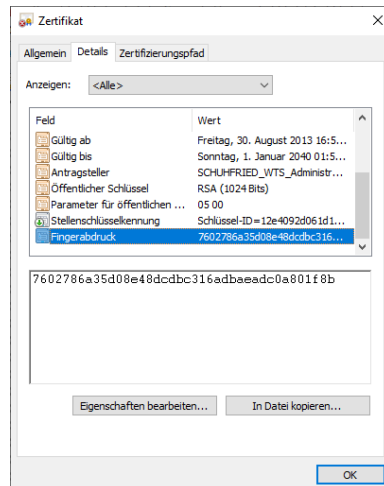 Zertifikat
Allgemein Details Zertifizierungspfad
Anzeigen: <Alle>
Feld Wert
Gültig ab Freitag, 30. August 2013 16:5...
Gültig bis Sonntag, 1. Januar 2040 01:5...
Antragsteller SCHUHFRIED_WTS_Administr...
Öffentlicher Schlüssel RSA (1024 Bits)
Parameter für öffentlichen ... 05 00
Stellenschlüsselkennung Schlüssel-ID=12e4092d061d1...
Fingerabdruck 7602786a35d08e48dcdbc316...
7602786a35d08e48dcdbc316adbaeadc0a801f8b
Eigenschaften bearbeiten... In Datei kopieren...
OK